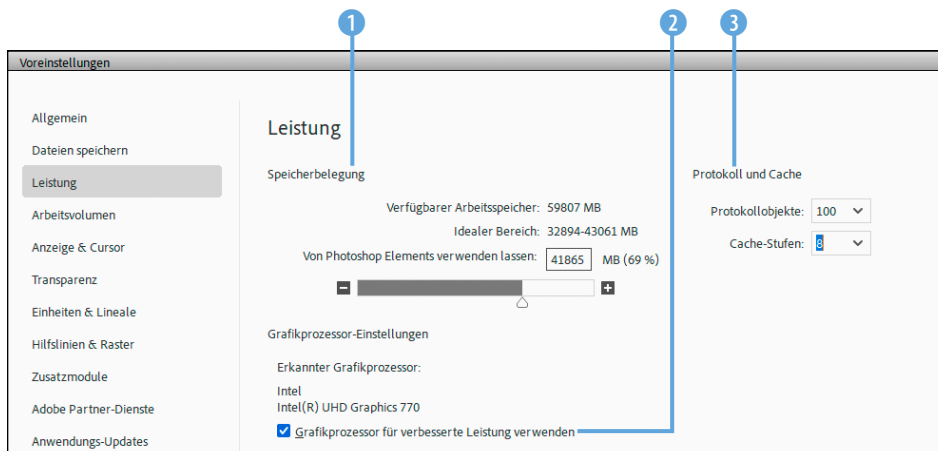 1 2 3
Voreinstellungen
Allgemein
Dateien speichern
Leistung
Arbeitsvolumen
Anzeige & Cursor
Transparenz
Einheiten & Lineale
Hilfslinien & Raster
Zusatzmodule
Adobe Partner-Dienste
Anwendungs-Updates
Leistung
Speicherbelegung
Verfügbarer Arbeitsspeicher: 59807 MB
Idealer Bereich: 32894-43061 MB
Von Photoshop Elements verwenden lassen: 41865 MB (69 %)
Grafikprozessor-Einstellungen
Erkannter Grafikprozessor:
Intel
Intel(R) UHD Graphics 770
Grafikprozessor für verbesserte Leistung verwenden
Protokoll und Cache
Protokollobjekte: 100
Cache-Stufen: 8